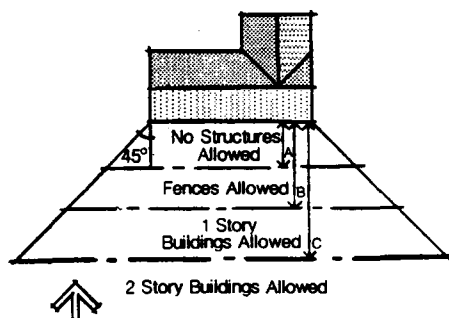 No Structures
Allowed
A
45°
Fences Allowed
B
1 Story
Buildings Allowed
C
2 Story Buildings Allowed